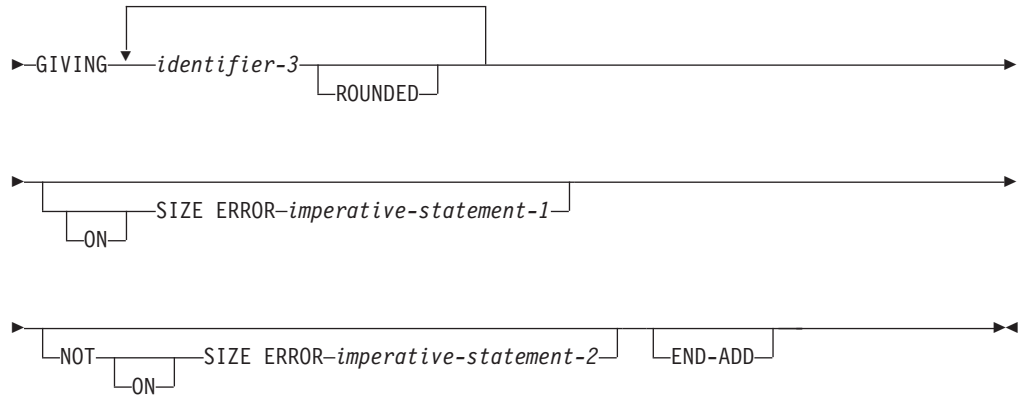 GIVING identifier-3
ROUNDED
SIZE ERROR imperative-statement-1
ON
NOT SIZE ERROR imperative-statement-2 END-ADD
ON